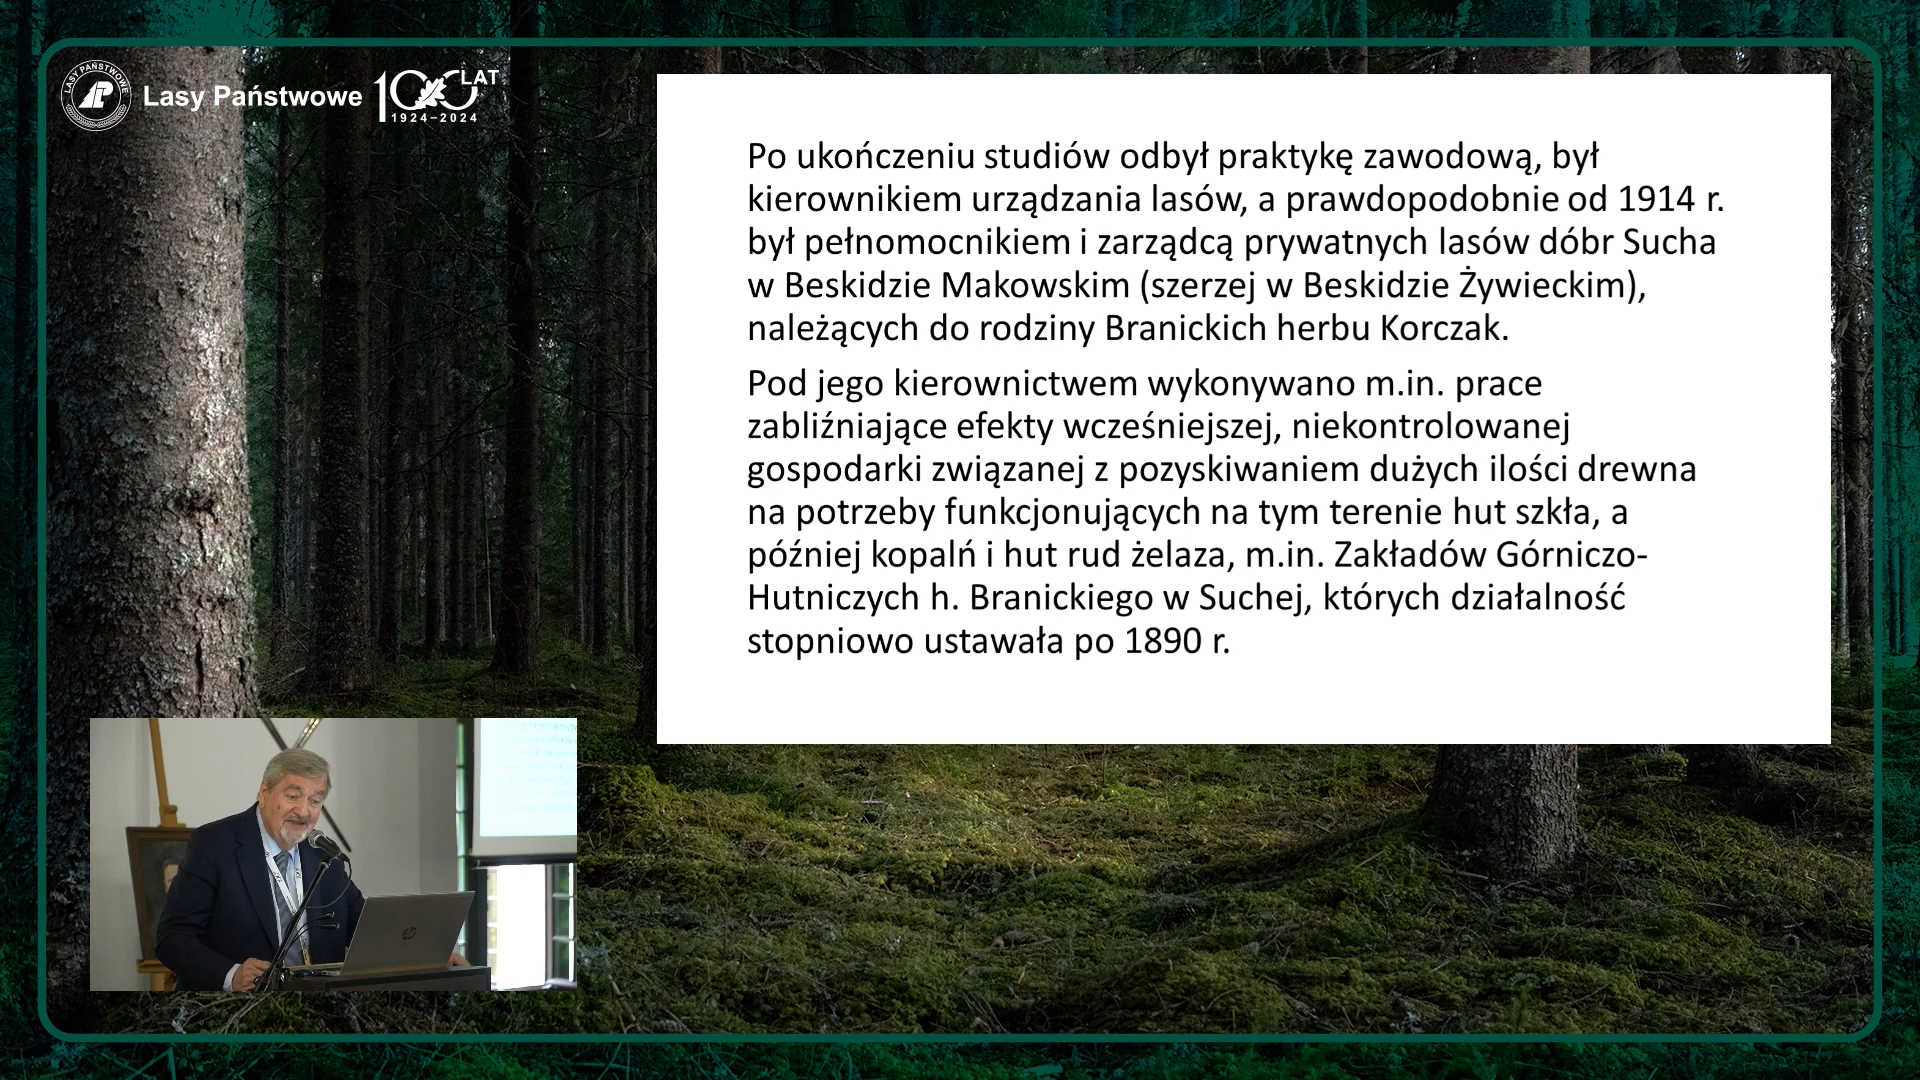 LASY PAŃSTWOWE
Lasy Państwowe
100 LAT
1924–2024
Po ukończeniu studiów odbył praktykę zawodową, był
kierownikiem urządzania lasów, a prawdopodobnie od 1914 r.
był pełnomocnikiem i zarządcą prywatnych lasów dóbr Sucha
w Beskidzie Makowskim (szerzej w Beskidzie Żywieckim),
należących do rodziny Branickich herbu Korczak.
Pod jego kierownictwem wykonywano m.in. prace
zabliźniające efekty wcześniejszej, niekontrolowanej
gospodarki związanej z pozyskiwaniem dużych ilości drewna
na potrzeby funkcjonujących na tym terenie hut szkła, a
później kopalń i hut rud żelaza, m.in. Zakładów Górniczo-
Hutniczych h. Branickiego w Suchej, których działalność
stopniowo ustawała po 1890 r.
hp